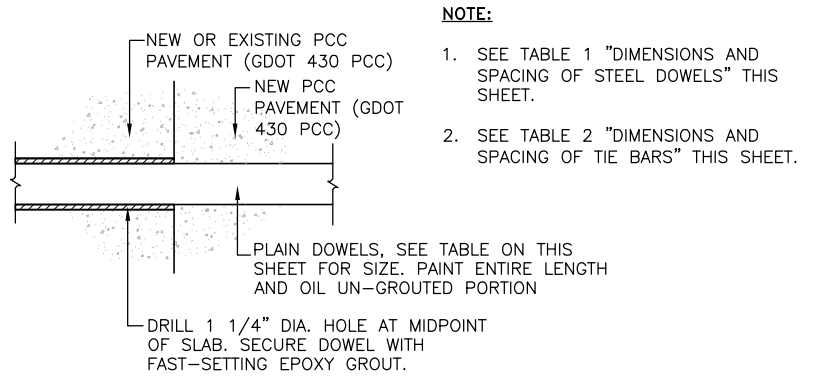 NEW OR EXISTING PCC
PAVEMENT (GDOT 430 PCC)
NEW PCC
PAVEMENT (GDOT
430 PCC)
PLAIN DOWELS, SEE TABLE ON THIS
SHEET FOR SIZE. PAINT ENTIRE LENGTH
AND OIL UN-GROUTED PORTION
DRILL 1 1/4" DIA. HOLE AT MIDPOINT
OF SLAB. SECURE DOWEL WITH
FAST-SETTING EPOXY GROUT.
NOTE:
1. SEE TABLE 1 "DIMENSIONS AND
SPACING OF STEEL DOWELS" THIS
SHEET.
2. SEE TABLE 2 "DIMENSIONS AND
SPACING OF TIE BARS" THIS SHEET.